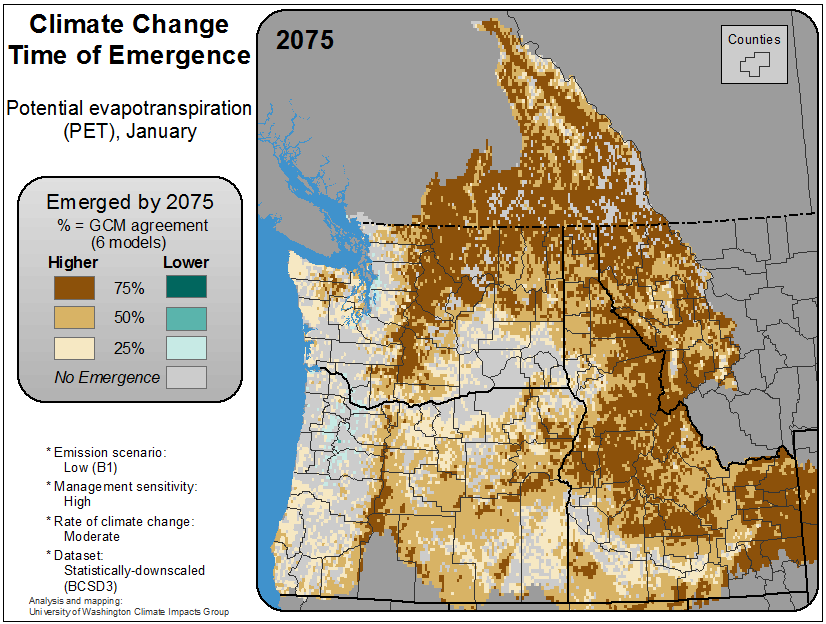 Climate Change
Time of Emergence
Potential evapotranspiration
(PET), January
Emerged by 2075
% = GCM agreement
(6 models)
Higher Lower
75%
50%
25%
No Emergence
* Emission scenario:
Low (B1)
* Management sensitivity:
High
* Rate of climate change:
Moderate
* Dataset:
Statistically-downscaled
(BCSD3)
Analysis and mapping:
University of Washington Climate Impacts Group
2075
Counties